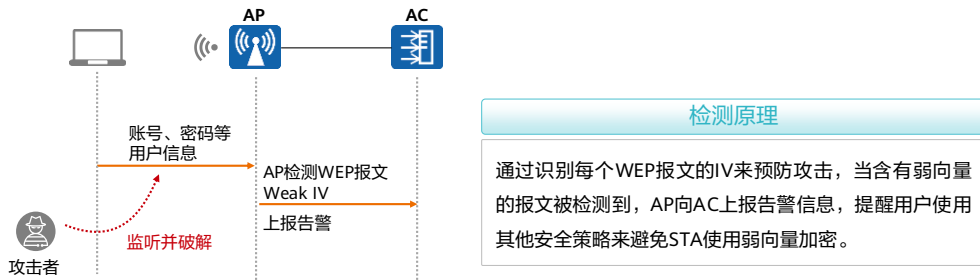 AP
AC
账号、密码等
用户信息
AP检测WEP报文
Weak IV
上报告警
监听并破解
攻击者
检测原理
通过识别每个WEP报文的IV来预防攻击，当含有弱向量
的报文被检测到，AP向AC上报告警信息，提醒用户使用
其他安全策略来避免STA使用弱向量加密。